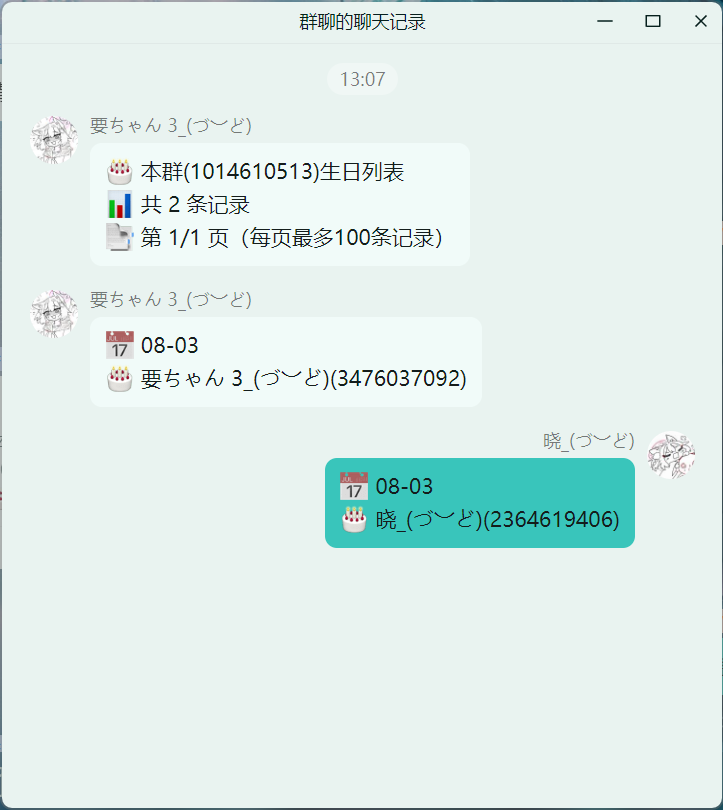 群聊的聊天记录
13:07
要ちゃん 3_(づ︶ど)
🎂 本群(1014610513)生日列表
📊 共 2 条记录
📑 第 1/1 页（每页最多100条记录）
要ちゃん 3_(づ︶ど)
📅 08-03
🎂 要ちゃん 3_(づ︶ど)(3476037092)
晓_(づ︶ど)
📅 08-03
🎂 晓_(づ︶ど)(2364619406)